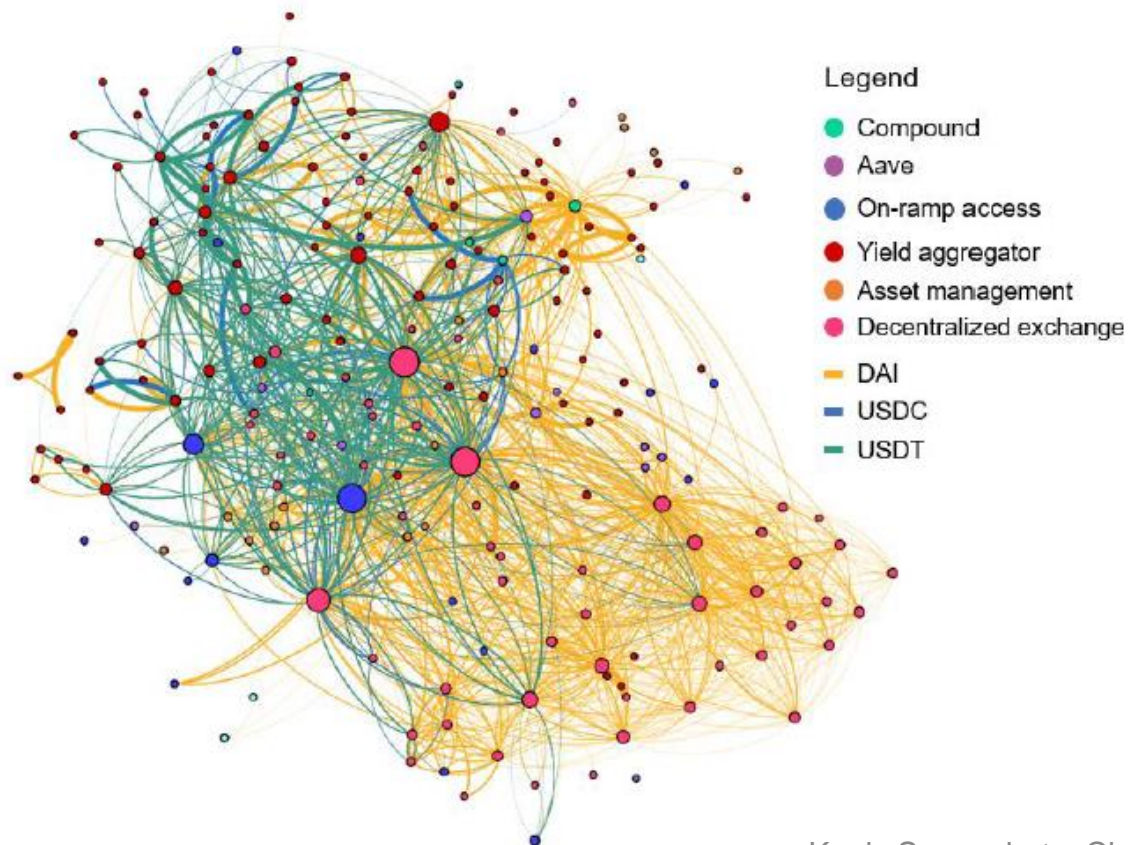 Legend
Compound
Aave
On-ramp access
Yield aggregator
Asset management
Decentralized exchange
DAI
USDC
USDT